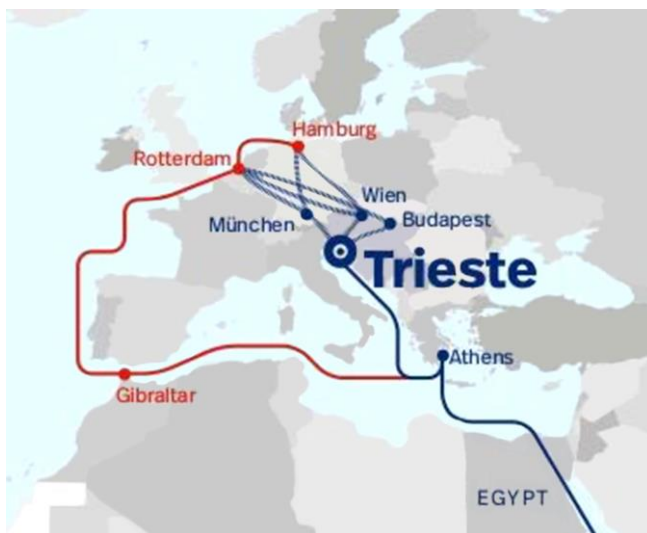 Hamburg
Rotterdam
Wien
München
Budapest
Trieste
Athens
Gibraltar
EGYPT